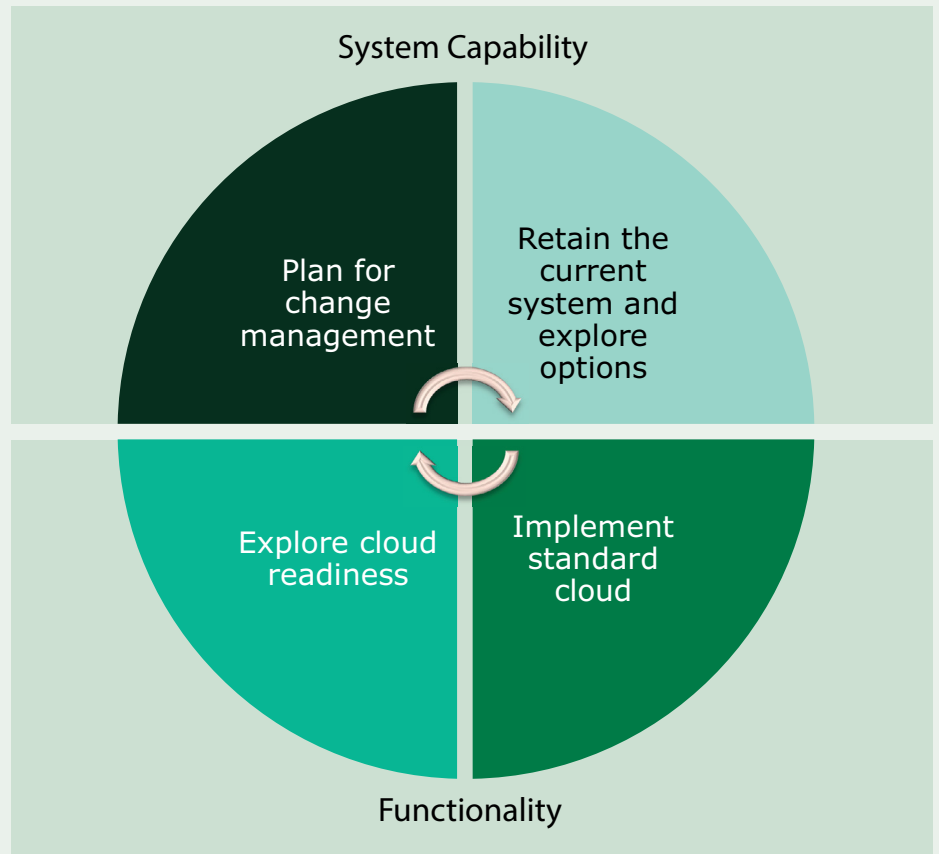 System Capability
Plan for
change
management
Retain the
current
system and
explore
options
Explore cloud
readiness
Implement
standard
cloud
Functionality